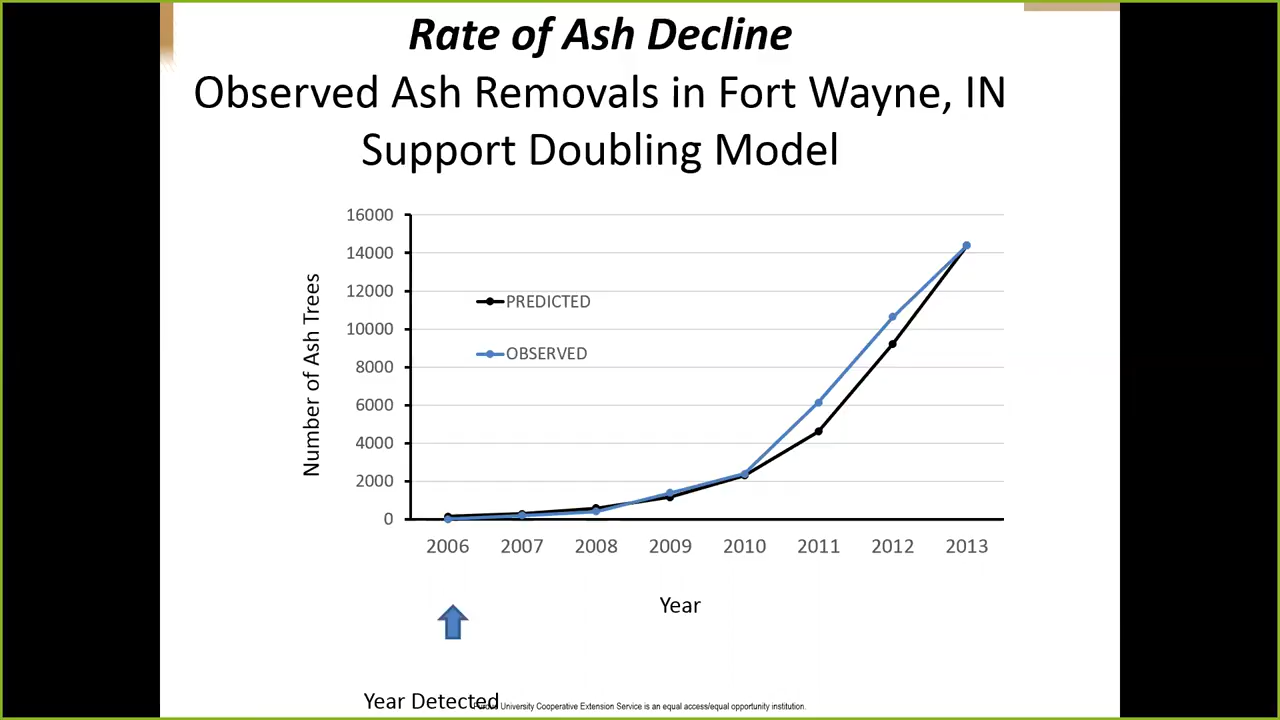 Rate of Ash Decline
Observed Ash Removals in Fort Wayne, IN
Support Doubling Model
16000
14000
12000
10000
8000
6000
4000
2000
0
Number of Ash Trees
PREDICTED
OBSERVED
2006 2007 2008 2009 2010 2011 2012 2013
Year
Year Detected
Purdue University Cooperative Extension Service is an equal access/equal opportunity institution.